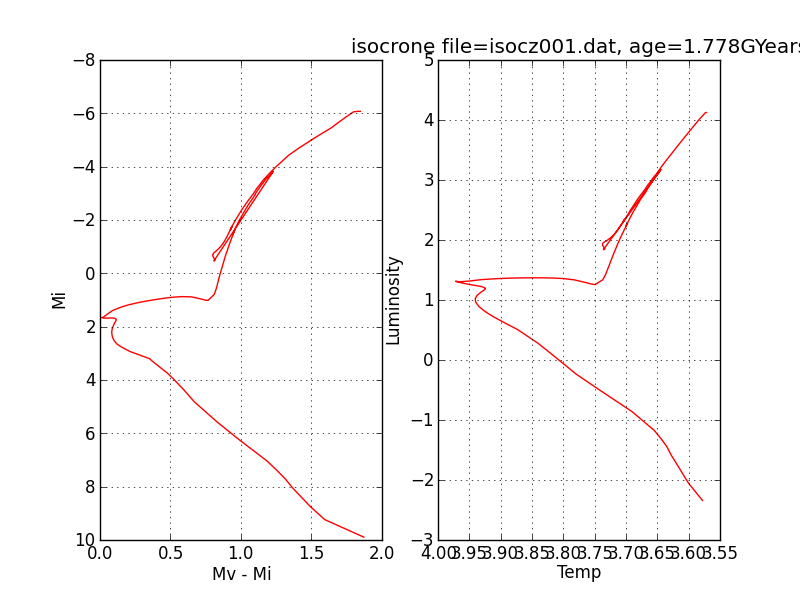 isocrone file=isocz001.dat, age=1.778GYears
−8
−6
−4
−2
0
2
4
6
8
10
Mi
0.0 0.5 1.0 1.5 2.0
Mv - Mi
5
4
3
2
1
0
−1
−2
−3
Luminosity
4.00 3.95 3.90 3.85 3.80 3.75 3.70 3.65 3.60 3.55
Temp